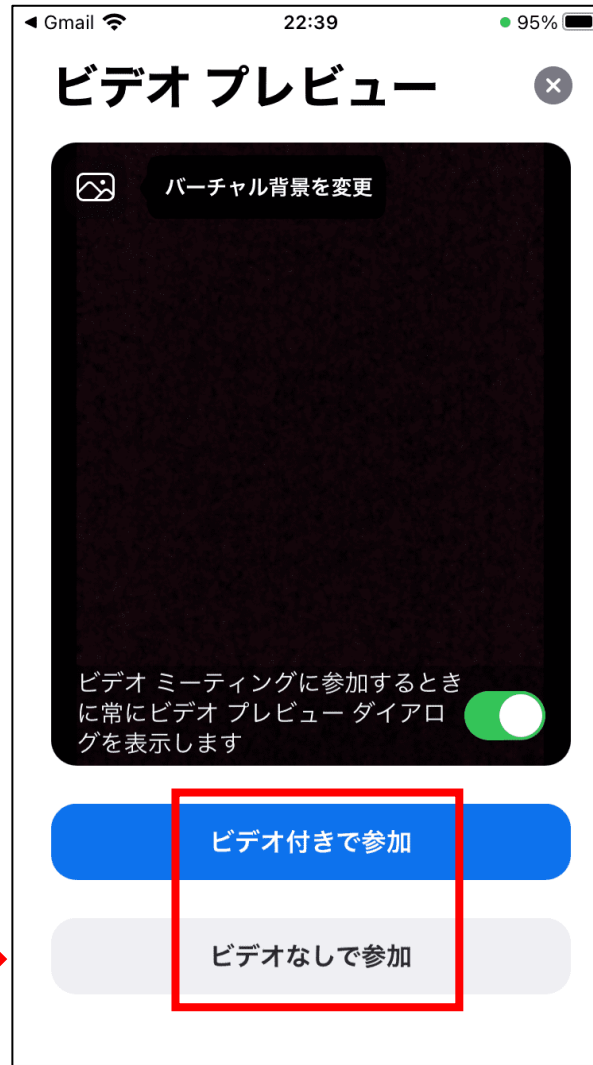 ◀ Gmail 22:39 95%
ビデオ プレビュー
バーチャル背景を変更
ビデオ ミーティングに参加するとき
に常にビデオ プレビュー ダイアロ
グを表示します
ビデオ付きで参加
ビデオなしで参加